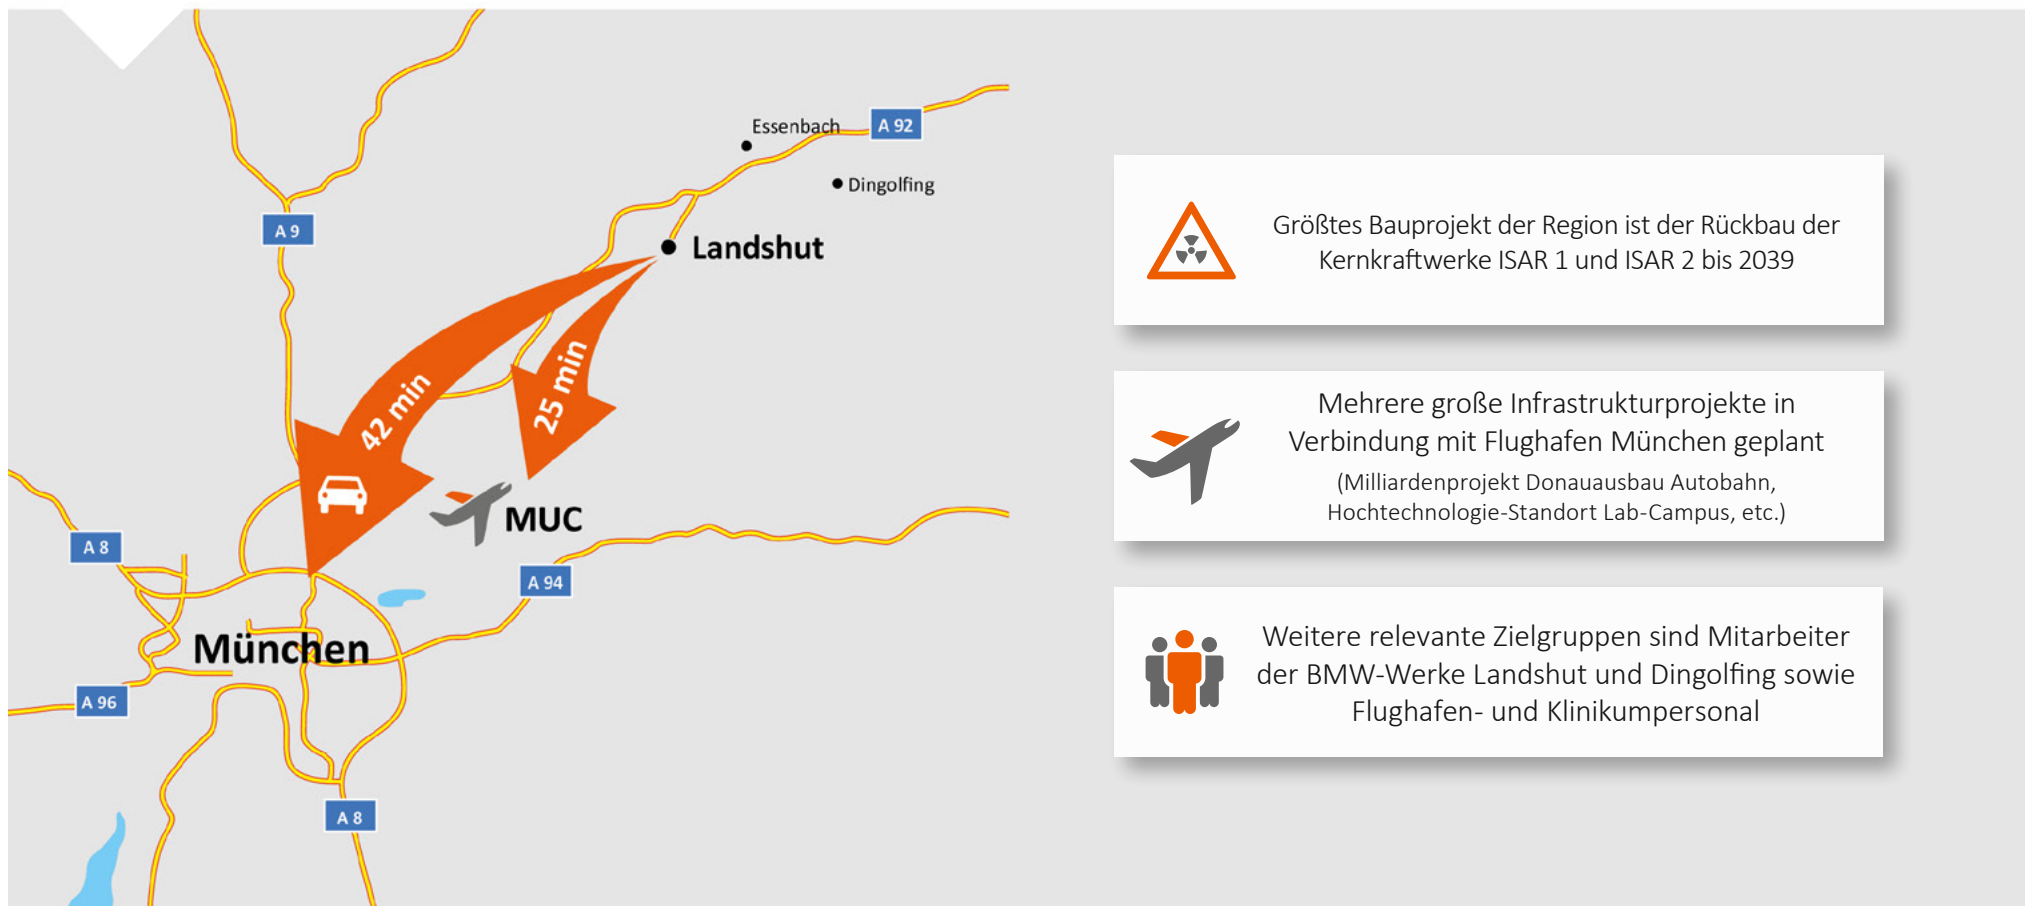 Essenbach
A 92
Dingolfing
A 9
Landshut
42 min
25 min
MUC
A 8
A 94
München
A 96
A 8
Größtes Bauprojekt der Region ist der Rückbau der
Kernkraftwerke ISAR 1 und ISAR 2 bis 2039
Mehrere große Infrastrukturprojekte in
Verbindung mit Flughafen München geplant
(Milliardenprojekt Donauausbau Autobahn,
Hochtechnologie-Standort Lab-Campus, etc.)
Weitere relevante Zielgruppen sind Mitarbeiter
der BMW-Werke Landshut und Dingolfing sowie
Flughafen- und Klinikumpersonal